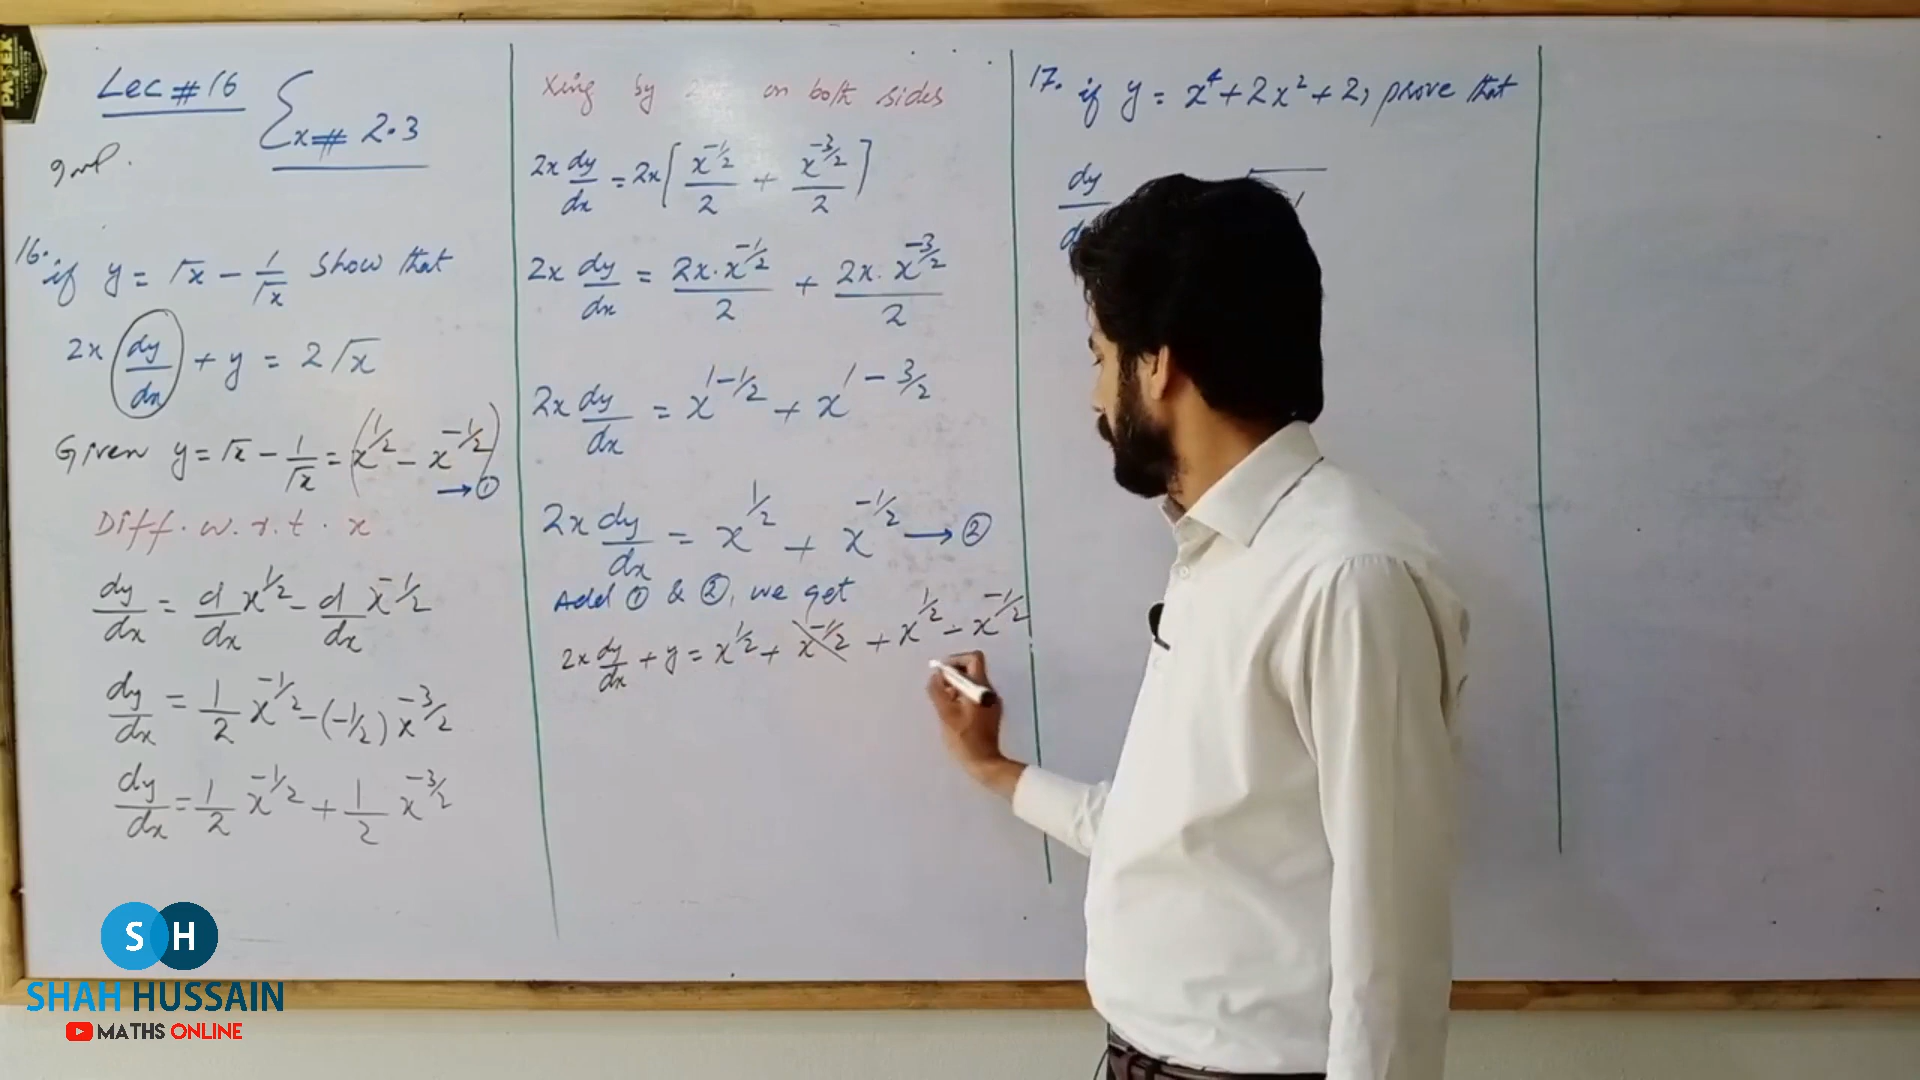 PATEX
Lec # 16
Ex # 2.3
16. if y = √x - 1/√x Show that
2x dy/dx + y = 2√x
Given y = √x - 1/√x = (x^1/2 - x^-1/2)
→ ①
Diff. w.r.t. x
dy/dx = d/dx x^1/2 - d/dx x^-1/2
dy/dx = 1/2 x^-1/2 - (-1/2) x^-3/2
dy/dx = 1/2 x^-1/2 + 1/2 x^-3/2
Xing by on both sides
2x dy/dx = 2x [ x^-1/2 / 2 + x^-3/2 / 2 ]
2x dy/dx = 2x . x^-1/2 / 2 + 2x . x^-3/2 / 2
2x dy/dx = x^1-1/2 + x^1-3/2
2x dy/dx = x^1/2 + x^-1/2 → ②
Add ① & ②, we get
2x dy/dx + y = x^1/2 + x^-1/2 + x^1/2 - x^-1/2
17. if y = x^4 + 2x^2 + 2, prove that
dy
S H
SHAH HUSSAIN
MATHS ONLINE